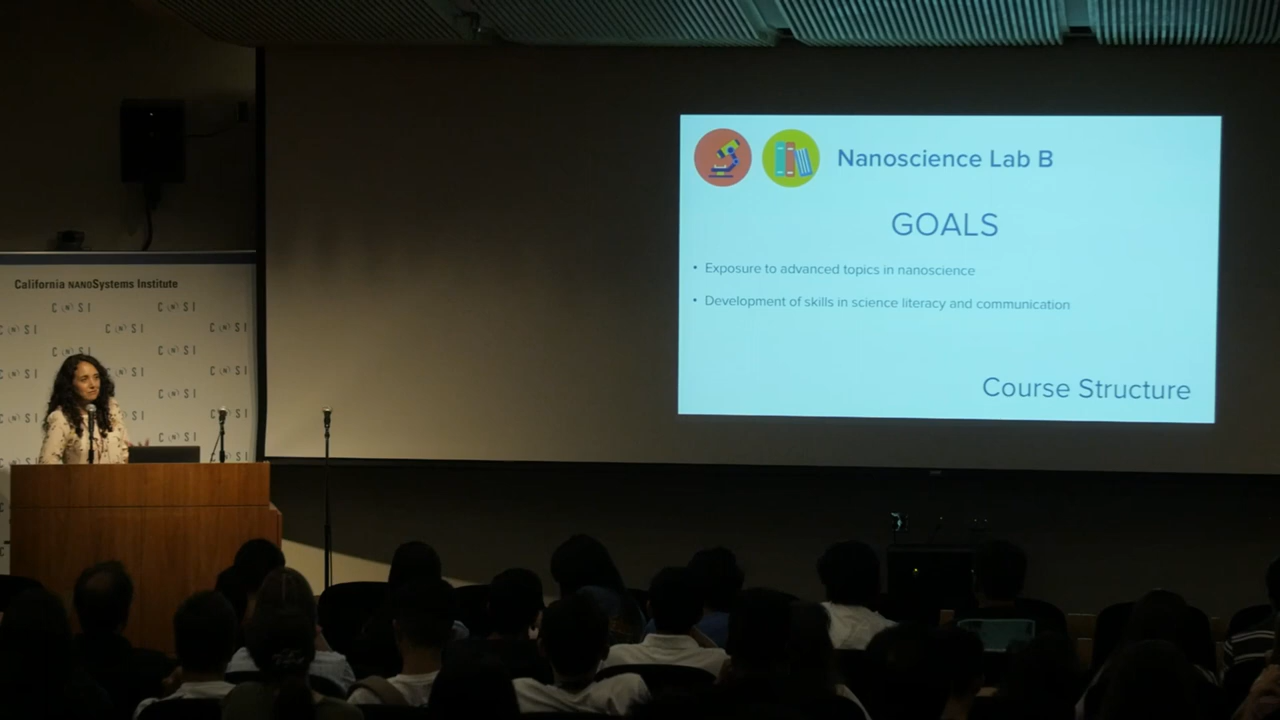 California NANOSystems Institute
C (N) S I C (N) S I
C (N) S I C (N) S I C (N) S I
C (N) S I
C (N) S I C (N) S I C (N) S I
C (N) S I
C (N) S I C (N) S I
C (N) S I
Nanoscience Lab B
GOALS
• Exposure to advanced topics in nanoscience
• Development of skills in science literacy and communication
Course Structure